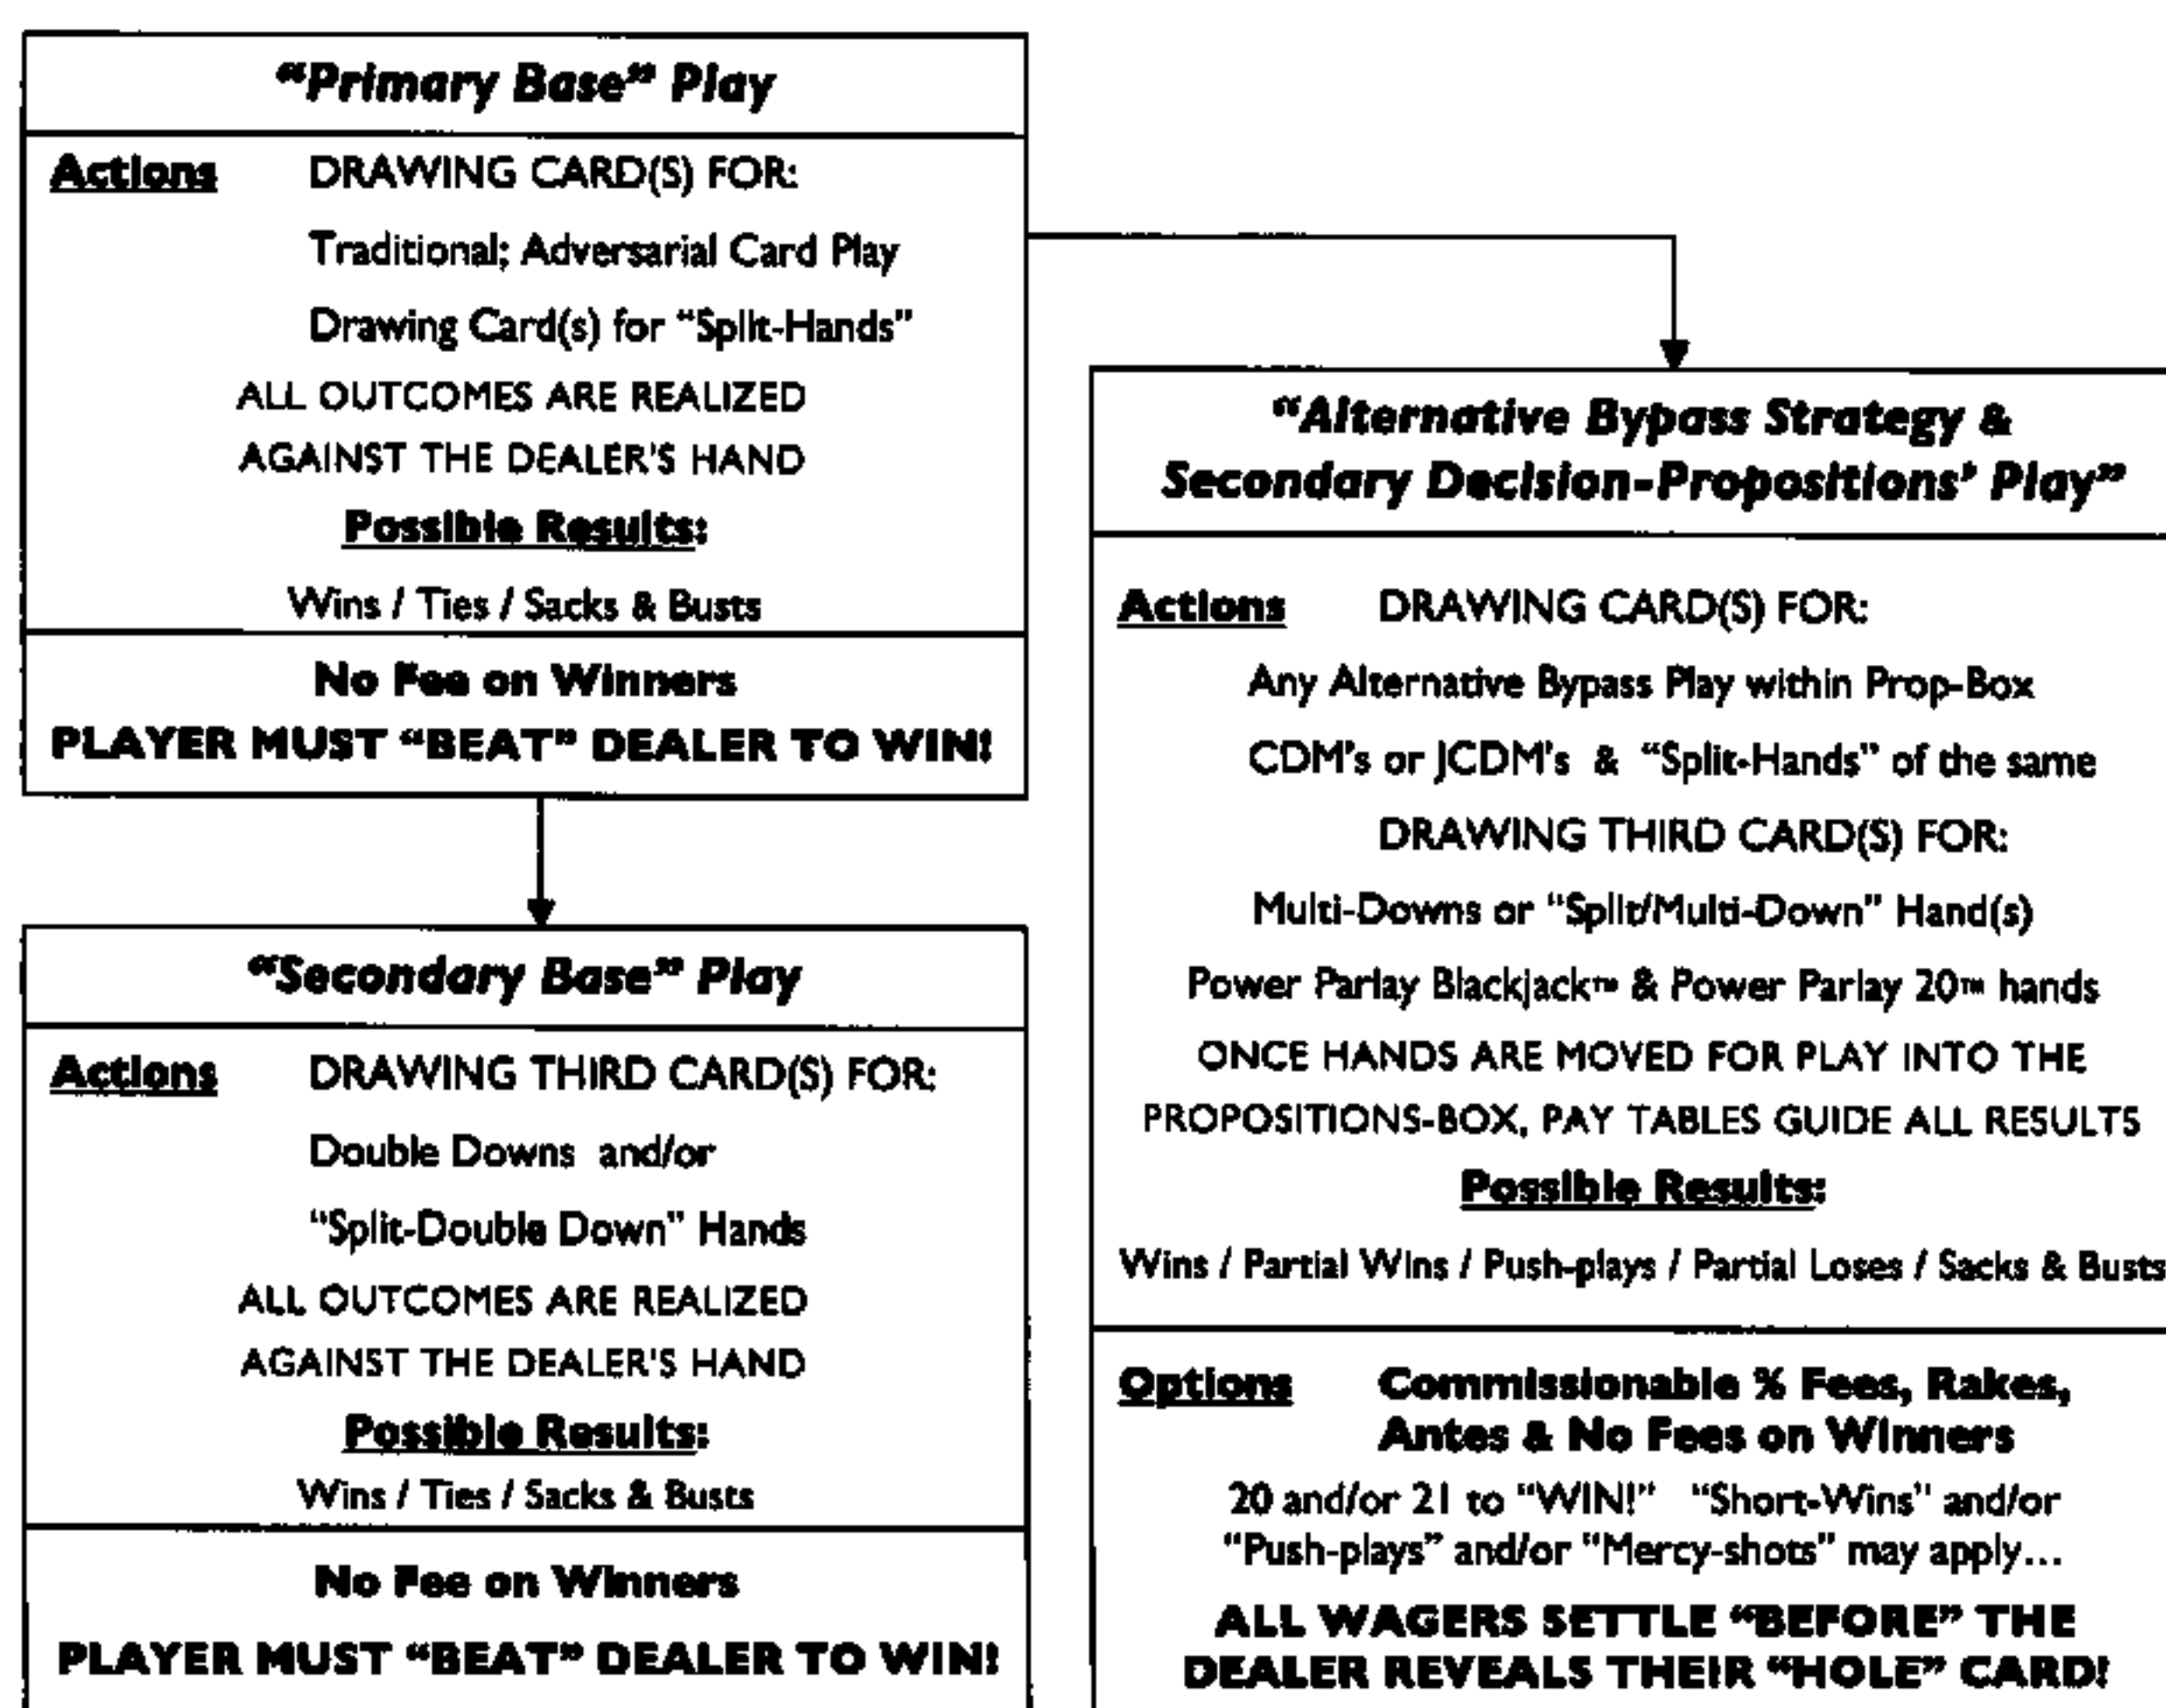 “Primary Base” Play
Actions DRAWING CARD(S) FOR:
Traditional; Adversarial Card Play
Drawing Card(s) for “Split-Hands”
ALL OUTCOMES ARE REALIZED
AGAINST THE DEALER'S HAND
Possible Results:
Wins / Ties / Sacks & Busts
No Fee on Winners
PLAYER MUST “BEAT” DEALER TO WIN!
“Secondary Base” Play
Actions DRAWING THIRD CARD(S) FOR:
Double Downs and/or
“Split-Double Down” Hands
ALL OUTCOMES ARE REALIZED
AGAINST THE DEALER'S HAND
Possible Results:
Wins / Ties / Sacks & Busts
No Fee on Winners
PLAYER MUST “BEAT” DEALER TO WIN!
“Alternative Bypass Strategy &
Secondary Decision-Propositions' Play”
Actions DRAWING CARD(S) FOR:
Any Alternative Bypass Play within Prop-Box
CDM's or JCDM's & “Split-Hands” of the same
DRAWING THIRD CARD(S) FOR:
Multi-Downs or “Split/Multi-Down” Hand(s)
Power Parlay Blackjack™ & Power Parlay 20™ hands
ONCE HANDS ARE MOVED FOR PLAY INTO THE
PROPOSITIONS-BOX, PAY TABLES GUIDE ALL RESULTS
Possible Results:
Wins / Partial Wins / Push-plays / Partial Loses / Sacks & Busts
Options Commissionable % Fees, Rakes,
Antes & No Fees on Winners
20 and/or 21 to “WIN!” “Short-Wins” and/or
“Push-plays” and/or “Mercy-shots” may apply...
ALL WAGERS SETTLE “BEFORE” THE
DEALER REVEALS THEIR “HOLE” CARD!